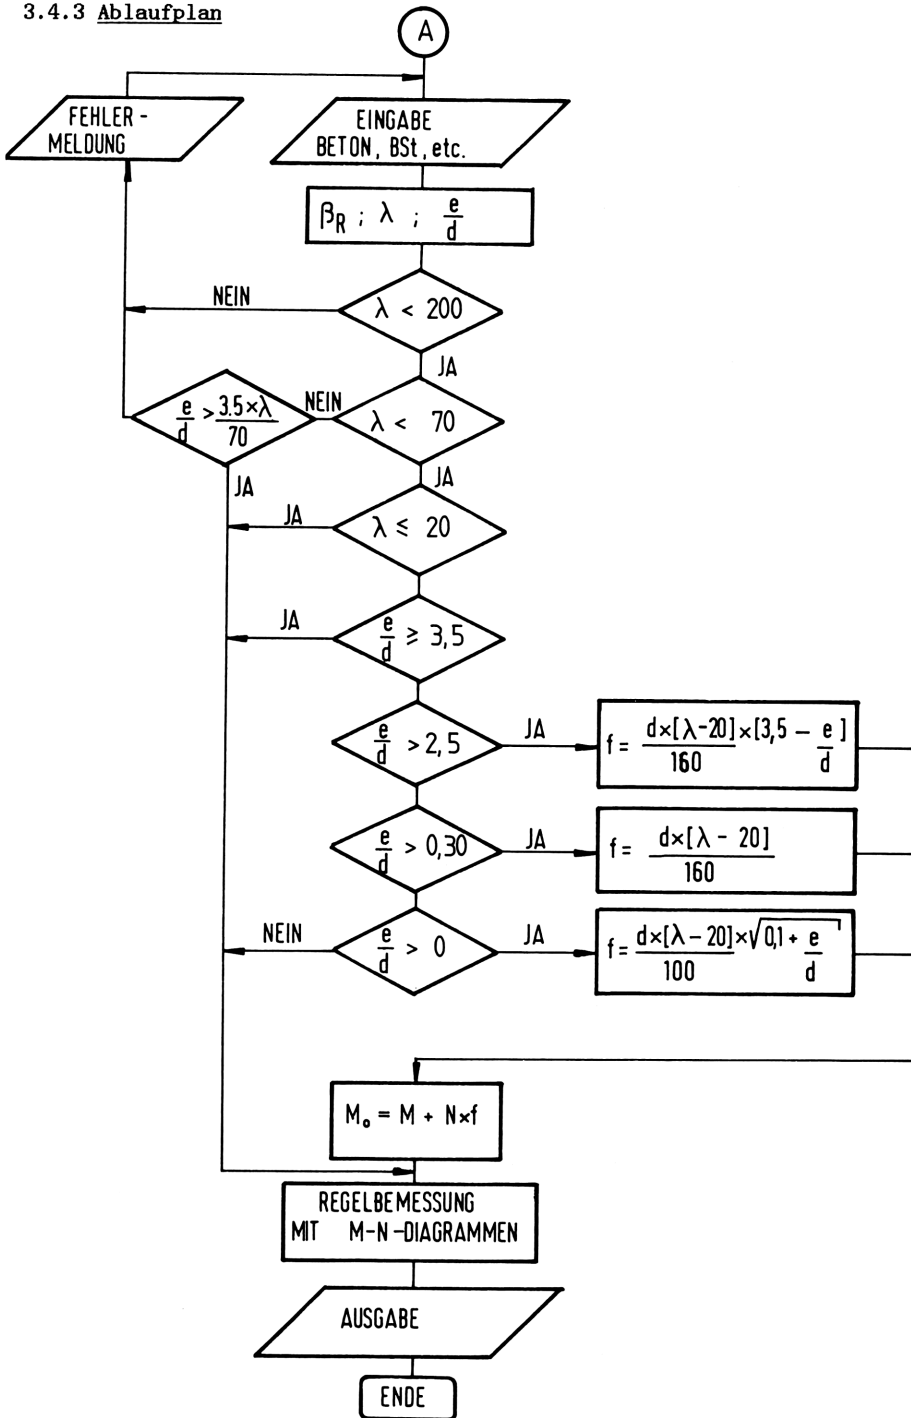 3.4.3 Ablaufplan
A
FEHLER -
MELDUNG
EINGABE
BETON, BSt, etc.
βR ; λ ; e/d
λ < 200
NEIN
JA
λ < 70
NEIN
e/d > 3.5×λ/70
JA
JA
λ ≤ 20
JA
e/d ≥ 3,5
JA
e/d > 2,5
JA
f = d×[λ-20]/160 ×[3,5 - e/d]
e/d > 0,30
JA
f = d×[λ - 20]/160
e/d > 0
NEIN
JA
f = d×[λ-20]/100 ×√0,1 + e/d
Mo = M + N×f
REGELBEMESSUNG
MIT M-N-DIAGRAMMEN
AUSGABE
ENDE